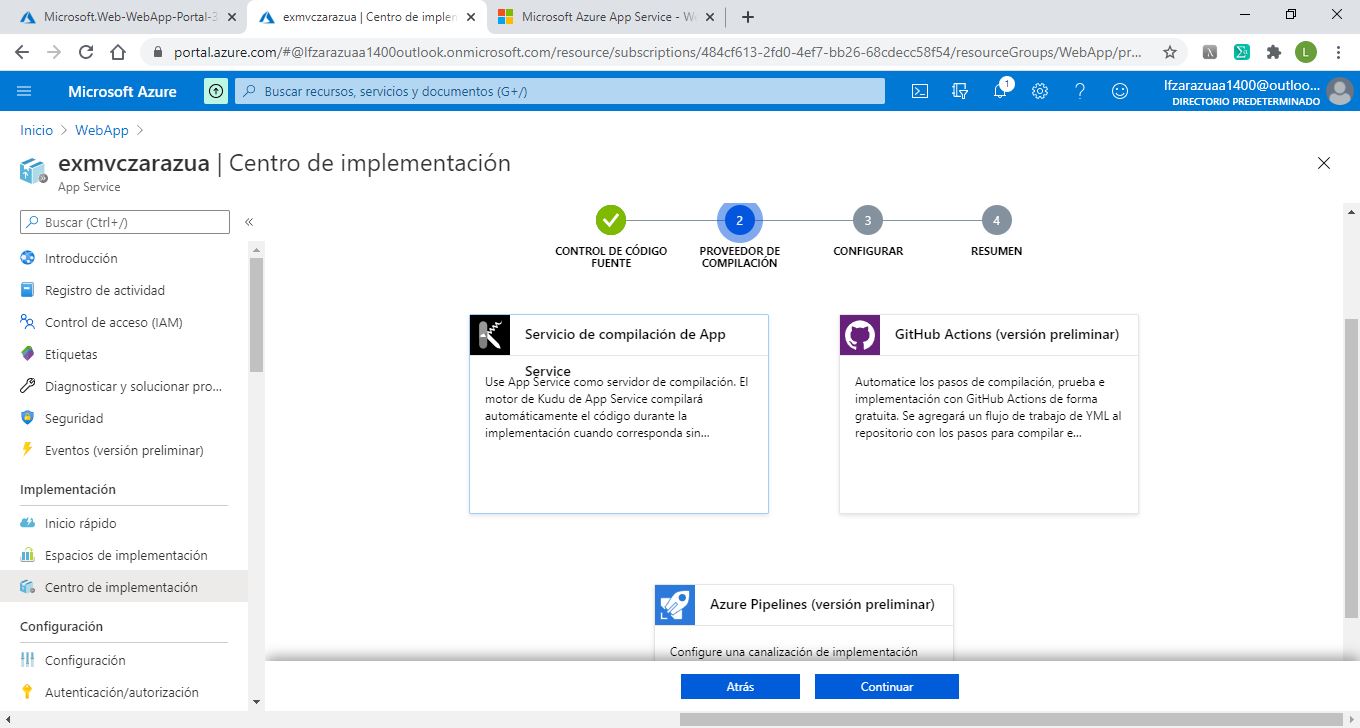 Microsoft.Web-WebApp-Portal-3
exmvczarazua | Centro de implem
Microsoft Azure App Service - We
portal.azure.com/#@lfzarazuaa1400outlook.onmicrosoft.com/resource/subscriptions/484cf613-2fd0-4ef7-bb26-68cdecc58f54/resourceGroups/WebApp/pr...
L
Microsoft Azure
Buscar recursos, servicios y documentos (G+/)
1
lfzarazuaa1400@outloo...
DIRECTORIO PREDETERMINADO
Inicio > WebApp >
exmvczarazua | Centro de implementación
App Service
Buscar (Ctrl+/)
«
Introducción
Registro de actividad
Control de acceso (IAM)
Etiquetas
Diagnosticar y solucionar pro...
Seguridad
Eventos (versión preliminar)
Implementación
Inicio rápido
Espacios de implementación
Centro de implementación
Configuración
Configuración
Autenticación/autorización
2
3
4
CONTROL DE CÓDIGO
FUENTE
PROVEEDOR DE
COMPILACIÓN
CONFIGURAR
RESUMEN
Servicio de compilación de App
Service
Use App Service como servidor de compilación. El
motor de Kudu de App Service compilará
automáticamente el código durante la
implementación cuando corresponda sin...
GitHub Actions (versión preliminar)
Automatice los pasos de compilación, prueba e
implementación con GitHub Actions de forma
gratuita. Se agregará un flujo de trabajo de YML al
repositorio con los pasos para compilar e...
Azure Pipelines (versión preliminar)
Configure una canalización de implementación
Atrás
Continuar